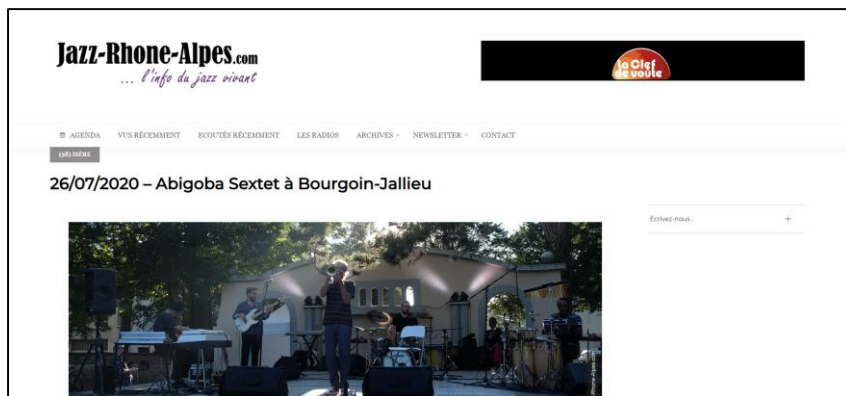 Jazz-Rhone-Alpes.com
... l'info du jazz vivant
la Clef
de voute
AGENDA VUS RÉCEMMENT ECOUTÉS RÉCEMMENT LES RADIOS ARCHIVES NEWSLETTER CONTACT
(38) ISÈRE
26/07/2020 – Abigoba Sextet à Bourgoin-Jallieu
Écrivez-nous : +